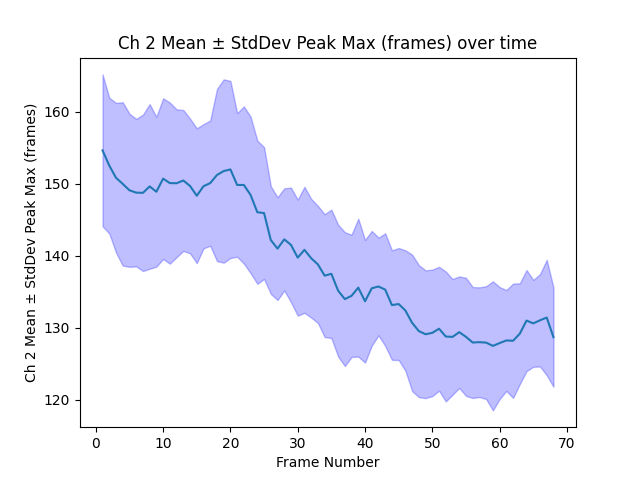 Ch 2 Mean ± StdDev Peak Max (frames) over time
Ch 2 Mean ± StdDev Peak Max (frames)
160
150
140
130
120
0 10 20 30 40 50 60 70
Frame Number